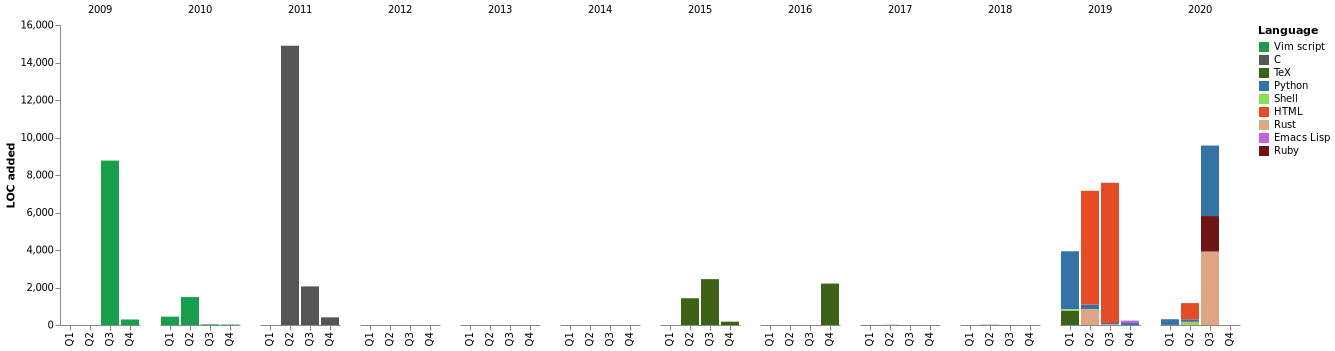 2009 2010 2011 2012 2013 2014 2015 2016 2017 2018 2019 2020
16,000
14,000
12,000
10,000
8,000
6,000
4,000
2,000
0
LOC added
Q1 Q2 Q3 Q4 Q1 Q2 Q3 Q4 Q1 Q2 Q3 Q4 Q1 Q2 Q3 Q4 Q1 Q2 Q3 Q4 Q1 Q2 Q3 Q4 Q1 Q2 Q3 Q4 Q1 Q2 Q3 Q4 Q1 Q2 Q3 Q4 Q1 Q2 Q3 Q4 Q1 Q2 Q3 Q4 Q1 Q2 Q3 Q4
Language
Vim script
C
TeX
Python
Shell
HTML
Rust
Emacs Lisp
Ruby